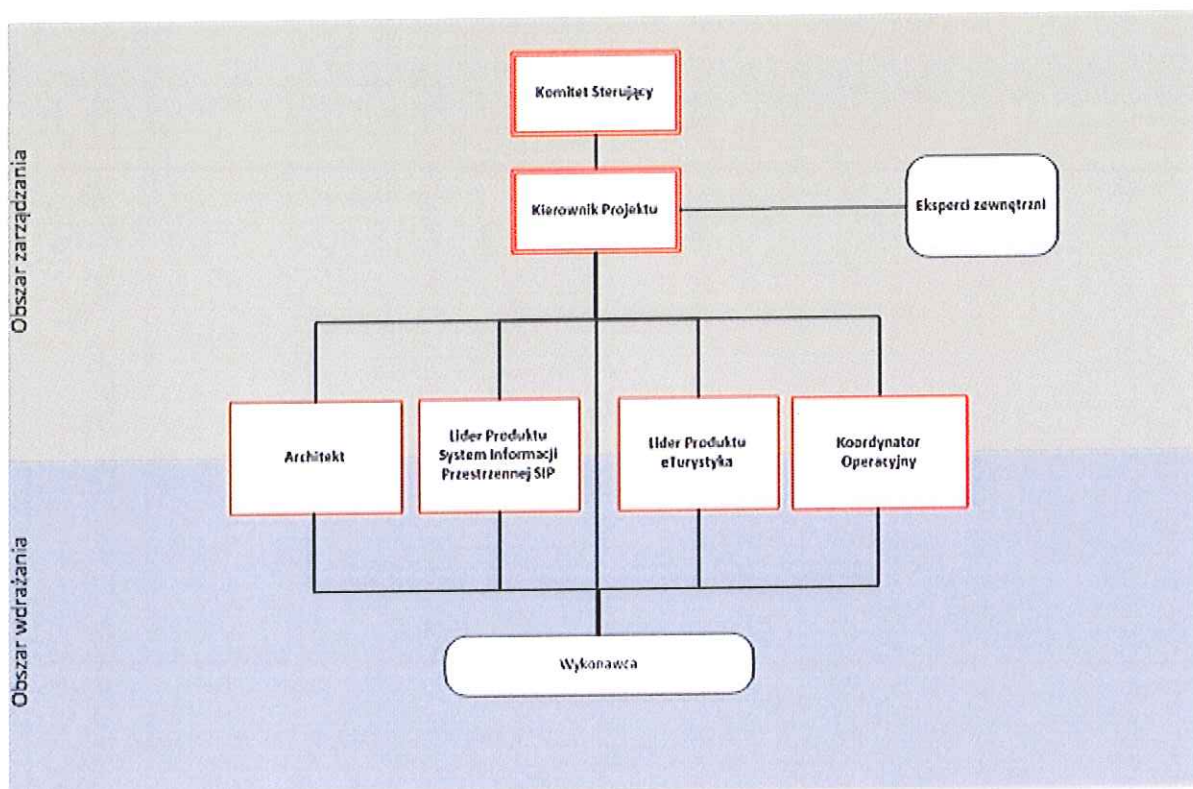 Komitet Sterujący
Obszar zarządzania
Kierownik Projektu
Eksperci zewnętrzni
Architekt
Lider Produktu
System Informacji
Przestrzennej SIP
Lider Produktu
eTurystyka
Koordynator
Operacyjny
Obszar wdrażania
Wykonawca